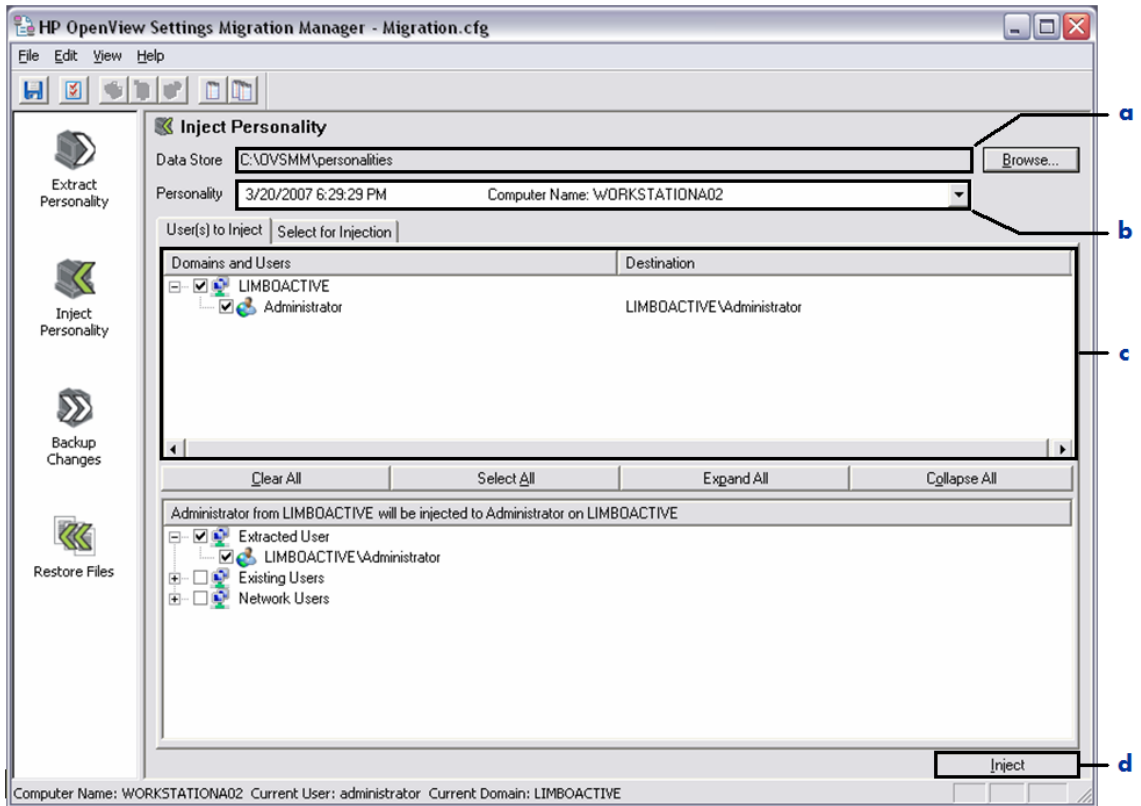 HP OpenView Settings Migration Manager - Migration.cfg
File Edit View Help
Inject Personality
a
Data Store C:\OVSMM\personalities Browse...
Personality 3/20/2007 6:29:29 PM Computer Name: WORKSTATIONA02
b
User(s) to Inject Select for Injection
Domains and Users Destination
LIMBOACTIVE
Administrator LIMBOACTIVE\Administrator
c
Clear All Select All Expand All Collapse All
Administrator from LIMBOACTIVE will be injected to Administrator on LIMBOACTIVE
Extracted User
LIMBOACTIVE\Administrator
Existing Users
Network Users
Inject
d
Extract
Personality
Inject
Personality
Backup
Changes
Restore Files
Computer Name: WORKSTATIONA02 Current User: administrator Current Domain: LIMBOACTIVE